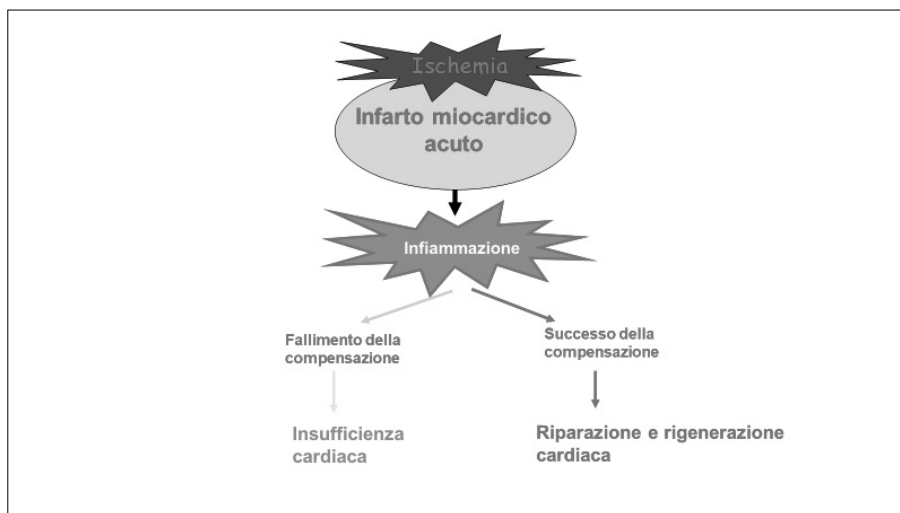 Ischemia
Infarto miocardico
acuto
Infiammazione
Fallimento della
compensazione
Successo della
compensazione
Insufficienza
cardiaca
Riparazione e rigenerazione
cardiaca